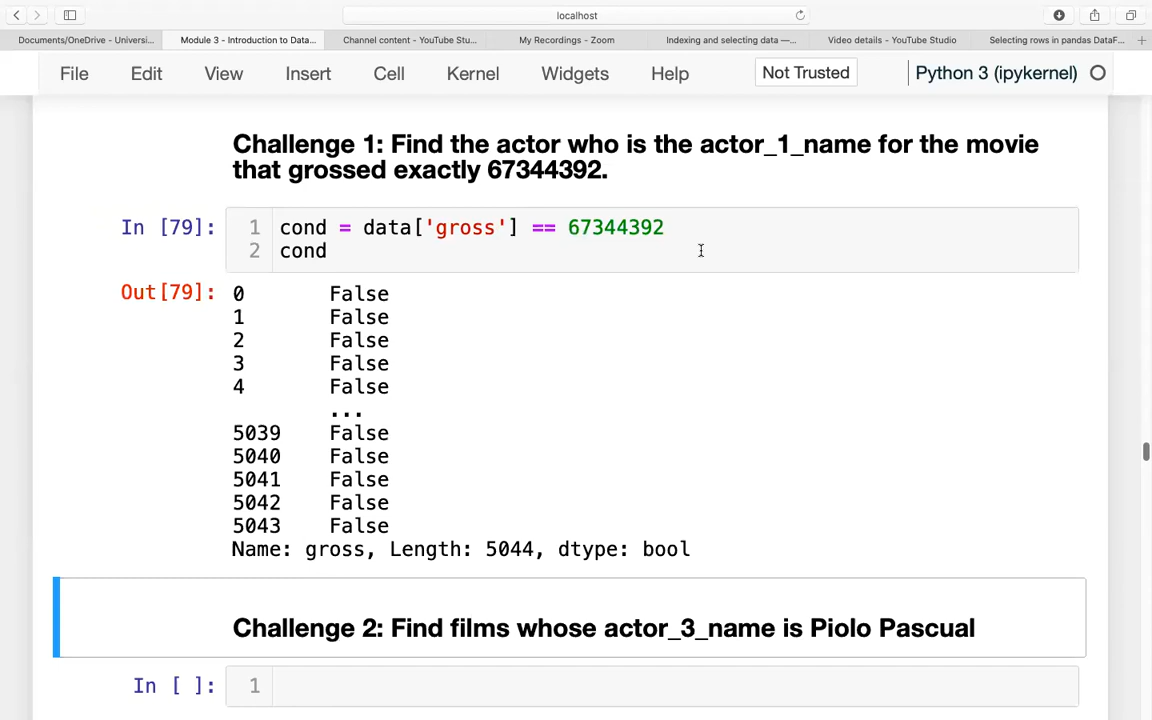 localhost
Documents/OneDrive - Universi...
Module 3 - Introduction to Data...
Channel content - YouTube Stu...
My Recordings - Zoom
Indexing and selecting data —...
Video details - YouTube Studio
Selecting rows in pandas DataF...
File Edit View Insert Cell Kernel Widgets Help Not Trusted Python 3 (ipykernel)
Challenge 1: Find the actor who is the actor_1_name for the movie
that grossed exactly 67344392.
In [79]: 1 cond = data['gross'] == 67344392
2 cond
Out[79]: 0 False
1 False
2 False
3 False
4 False
...
5039 False
5040 False
5041 False
5042 False
5043 False
Name: gross, Length: 5044, dtype: bool
Challenge 2: Find films whose actor_3_name is Piolo Pascual
In [ ]: 1